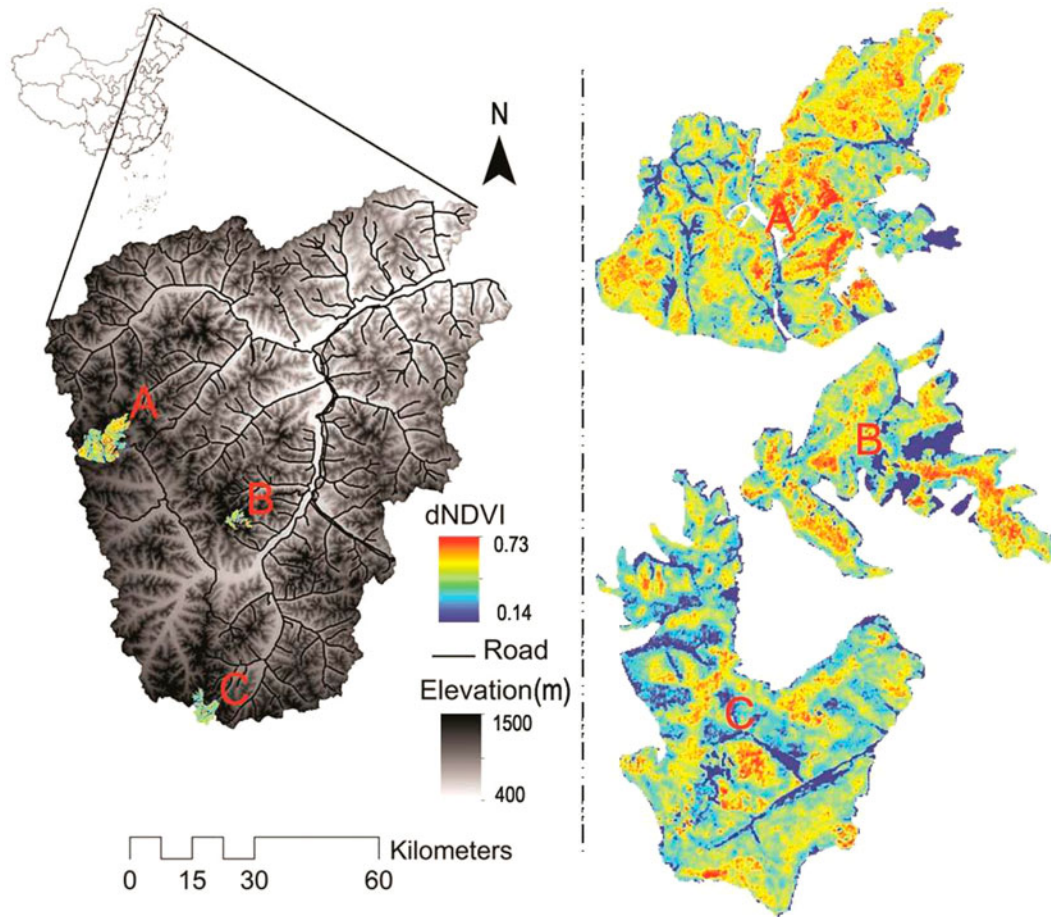 N
A
B
C
dNDVI
0.73
0.14
Road
Elevation(m)
1500
400
Kilometers
0 15 30 60
A
B
C